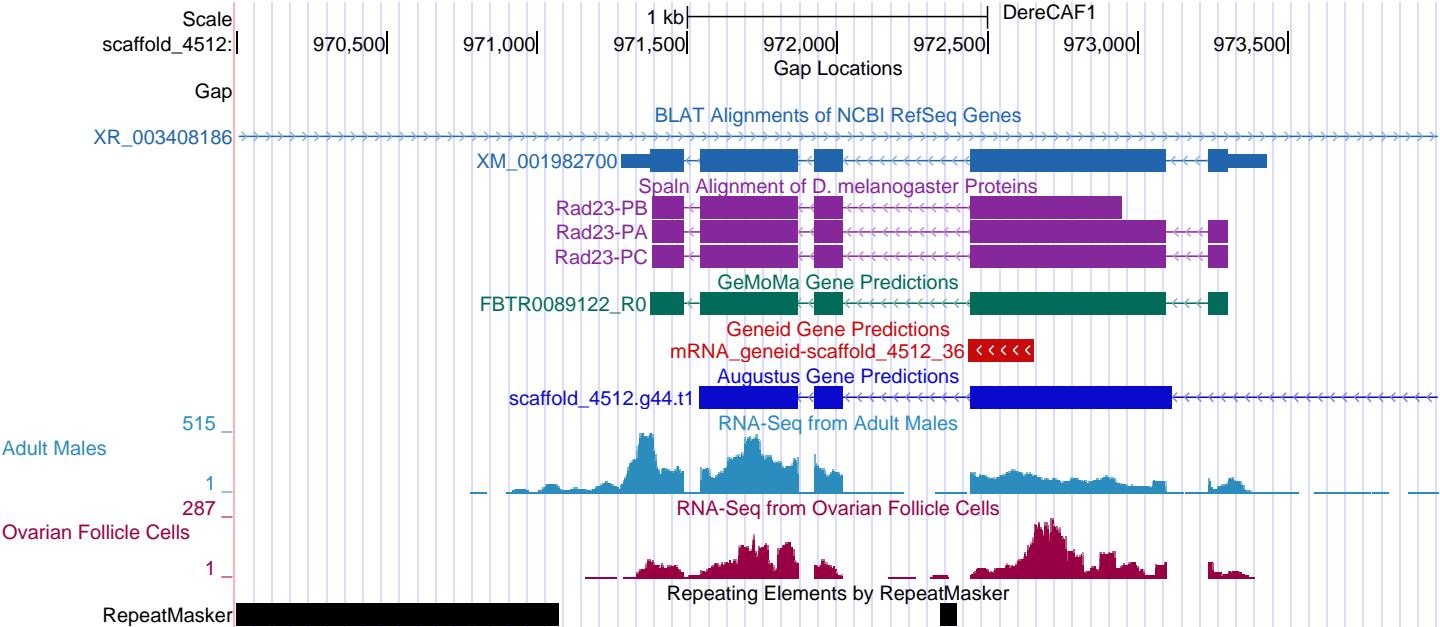 Scale 1 kb DereCAF1
scaffold_4512: 970,500 971,000 971,500 972,000 972,500 973,000 973,500
Gap Locations
Gap
BLAT Alignments of NCBI RefSeq Genes
XR_003408186
XM_001982700
Spaln Alignment of D. melanogaster Proteins
Rad23-PB
Rad23-PA
Rad23-PC
GeMoMa Gene Predictions
FBTR0089122_R0
Geneid Gene Predictions
mRNA_geneid-scaffold_4512_36
Augustus Gene Predictions
scaffold_4512.g44.t1
RNA-Seq from Adult Males
515 _
Adult Males
1 _
RNA-Seq from Ovarian Follicle Cells
287 _
Ovarian Follicle Cells
1 _
Repeating Elements by RepeatMasker
RepeatMasker